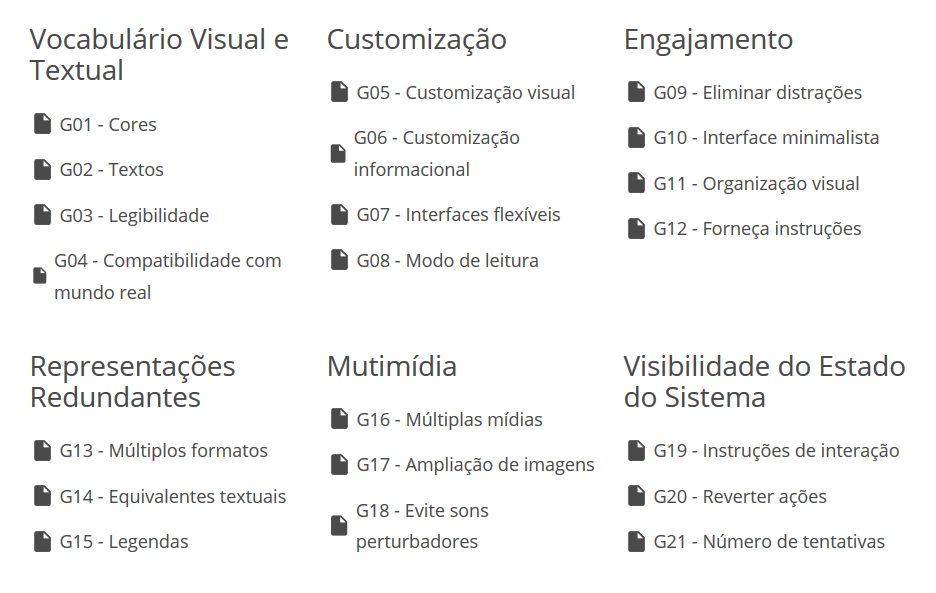 Vocabulário Visual e
Textual
G01 - Cores
G02 - Textos
G03 - Legibilidade
G04 - Compatibilidade com
mundo real
Customização
G05 - Customização visual
G06 - Customização
informacional
G07 - Interfaces flexíveis
G08 - Modo de leitura
Engajamento
G09 - Eliminar distrações
G10 - Interface minimalista
G11 - Organização visual
G12 - Forneça instruções
Representações
Redundantes
G13 - Múltiplos formatos
G14 - Equivalentes textuais
G15 - Legendas
Mutimídia
G16 - Múltiplas mídias
G17 - Ampliação de imagens
G18 - Evite sons
perturbadores
Visibilidade do Estado
do Sistema
G19 - Instruções de interação
G20 - Reverter ações
G21 - Número de tentativas